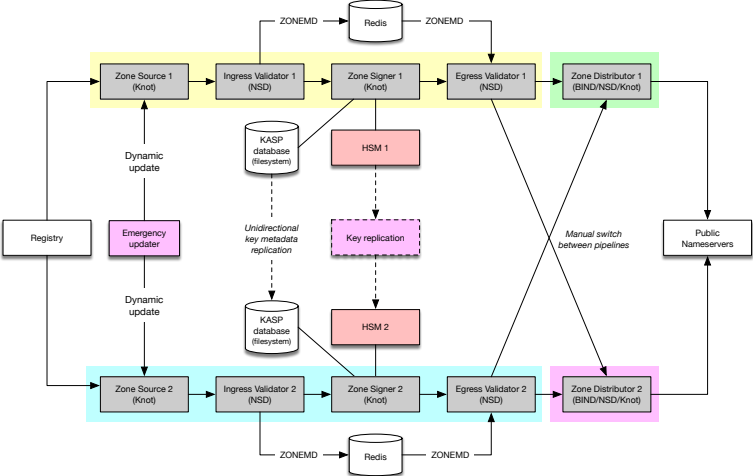 ZONEMD
Redis
ZONEMD
Zone Source 1
(Knot)
Ingress Validator 1
(NSD)
Zone Signer 1
(Knot)
Egress Validator 1
(NSD)
Zone Distributor 1
(BIND/NSD/Knot)
KASP
database
(filesystem)
HSM 1
Dynamic
update
Registry
Emergency
updater
Unidirectional
key metadata
replication
Key replication
Manual switch
between pipelines
Public
Nameservers
Dynamic
update
KASP
database
(filesystem)
HSM 2
Zone Source 2
(Knot)
Ingress Validator 2
(NSD)
Zone Signer 2
(Knot)
Egress Validator 2
(NSD)
Zone Distributor 2
(BIND/NSD/Knot)
ZONEMD
Redis
ZONEMD